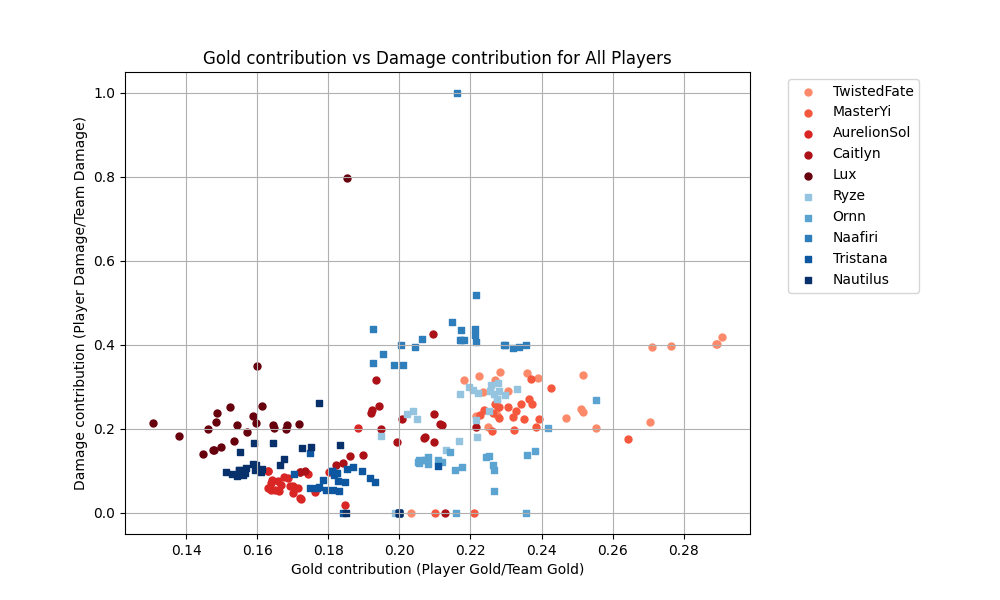 Gold contribution vs Damage contribution for All Players
Damage contribution (Player Damage/Team Damage)
1.0
0.8
0.6
0.4
0.2
0.0
0.14 0.16 0.18 0.20 0.22 0.24 0.26 0.28
Gold contribution (Player Gold/Team Gold)
TwistedFate
MasterYi
AurelionSol
Caitlyn
Lux
Ryze
Ornn
Naafiri
Tristana
Nautilus